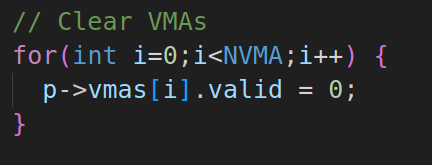 // Clear VMAs
for(int i=0;i<NVMA;i++) {
  p->vmas[i].valid = 0;
}